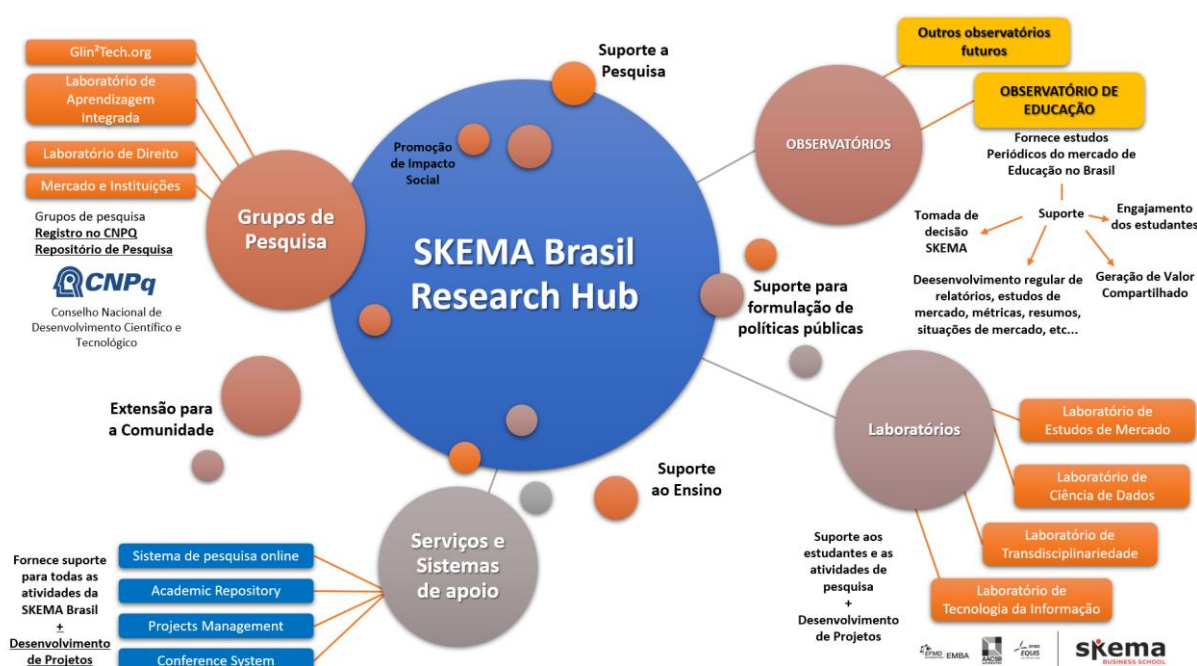 Glin²Tech.org
Laboratório de
Aprendizagem
Integrada
Laboratório de Direito
Mercado e Instituições
Grupos de pesquisa
Registro no CNPQ
Repositório de Pesquisa
CNPq
Conselho Nacional de
Desenvolvimento Científico e
Tecnológico
Grupos de
Pesquisa
Suporte a
Pesquisa
Promoção
de Impacto
Social
SKEMA Brasil
Research Hub
Outros observatórios
futuros
OBSERVATÓRIOS
OBSERVATÓRIO DE
EDUCAÇÃO
Fornece estudos
Periódicos do mercado de
Educação no Brasil
Suporte
Tomada de
decisão
SKEMA
Engajamento
dos estudantes
Deesenvolvimento regular de
relatórios, estudos de
mercado, métricas, resumos,
situações de mercado, etc...
Geração de Valor
Compartilhado
Suporte para
formulação de
políticas públicas
Extensão para
a Comunidade
Suporte
ao Ensino
Laboratórios
Laboratório de
Estudos de Mercado
Laboratório de
Ciência de Dados
Laboratório de
Transdisciplinariedade
Laboratório de
Tecnologia da Informação
Suporte aos
estudantes e as
atividades de
pesquisa
+
Desenvolvimento
de Projetos
Serviços e
Sistemas
de apoio
Fornece suporte
para todas as
atividades da
SKEMA Brasil
+
Desenvolvimento
de Projetos
Sistema de pesquisa online
Academic Repository
Projects Management
Conference System
EFMD EMBA
AACSB
EFMD
EQUIS
skema
BUSINESS SCHOOL